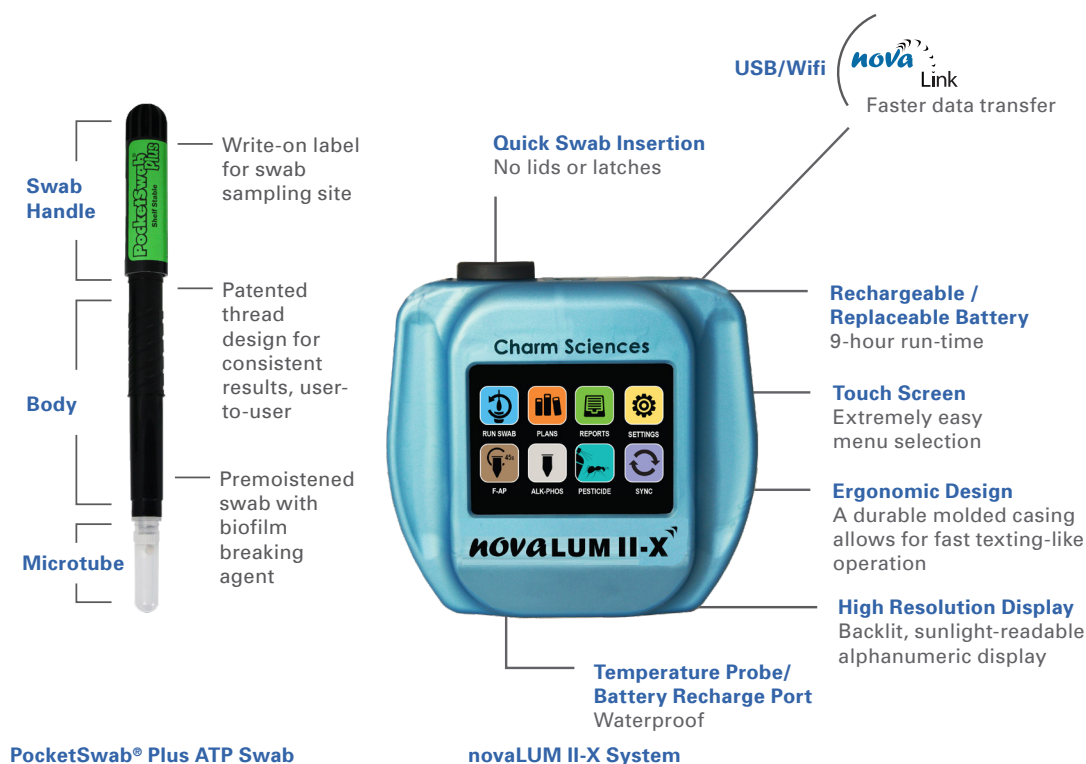 USB/Wifi
nova
Link
Faster data transfer
Quick Swab Insertion
No lids or latches
Swab
Handle
Write-on label
for swab
sampling site
PocketSwab® Plus
Shelf Stable
Patented
thread
design for
consistent
results, user-
to-user
Body
Premoistened
swab with
biofilm
breaking
agent
Microtube
Charm Sciences
RUN SWAB
PLANS
REPORTS
SETTINGS
45s
F-AP
ALK-PHOS
PESTICIDE
SYNC
novaLUM II-X
Rechargeable /
Replaceable Battery
9-hour run-time
Touch Screen
Extremely easy
menu selection
Ergonomic Design
A durable molded casing
allows for fast texting-like
operation
High Resolution Display
Backlit, sunlight-readable
alphanumeric display
Temperature Probe/
Battery Recharge Port
Waterproof
PocketSwab® Plus ATP Swab
novaLUM II-X System